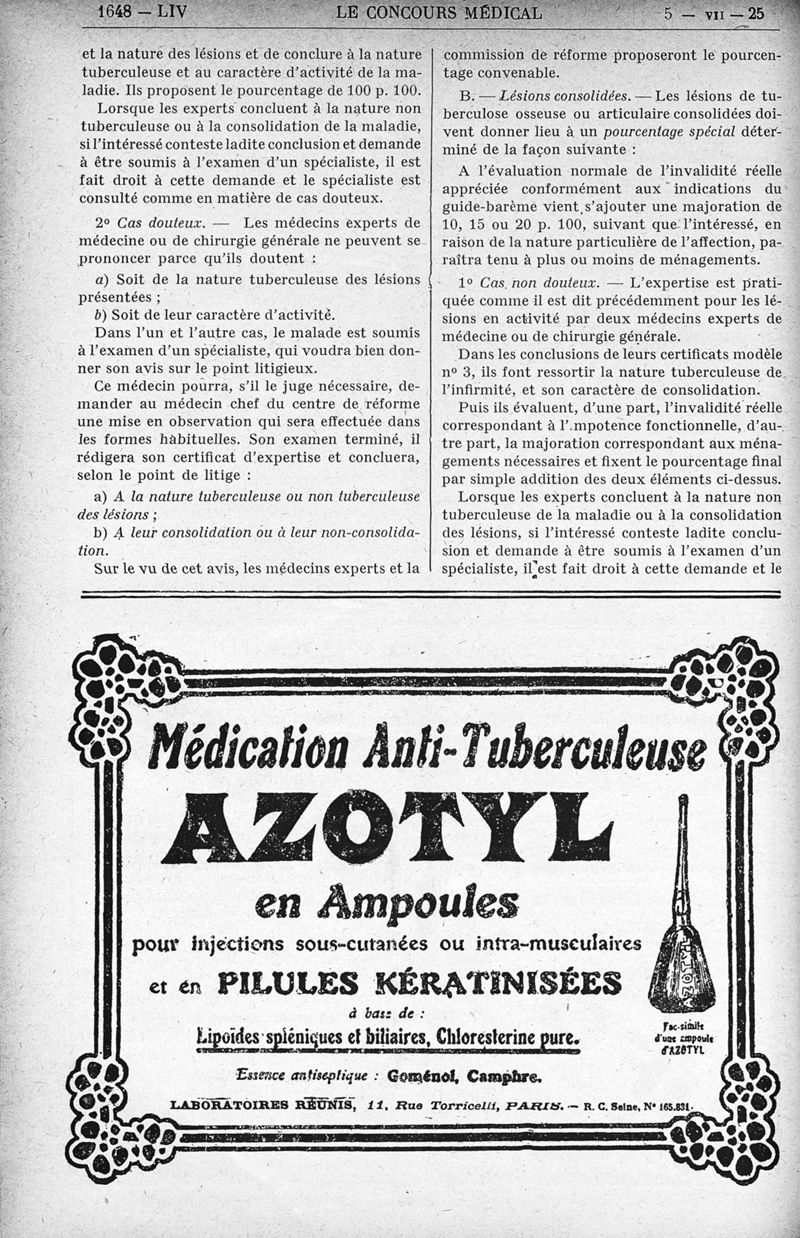 1648 — LIV LE CONCOURS MÉDICAL 5 — VII — 25
et la nature des lésions et de conclure à la nature
tuberculeuse et au caractère d'activité de la ma-
ladie. Ils proposent le pourcentage de 100 p. 100.
Lorsque les experts concluent à la nature non
tuberculeuse ou à la consolidation de la maladie,
si l'intéressé conteste ladite conclusion et demande
à être soumis à l'examen d'un spécialiste, il est
fait droit à cette demande et le spécialiste est
consulté comme en matière de cas douteux.
2º Cas douteux. — Les médecins experts de
médecine ou de chirurgie générale ne peuvent se
prononcer parce qu'ils doutent :
a) Soit de la nature tuberculeuse des lésions
présentées ;
b) Soit de leur caractère d'activité.
Dans l'un et l'autre cas, le malade est soumis
à l'examen d'un spécialiste, qui voudra bien don-
ner son avis sur le point litigieux.
Ce médecin pourra, s'il le juge nécessaire, de-
mander au médecin chef du centre de réforme
une mise en observation qui sera effectuée dans
les formes habituelles. Son examen terminé, il
rédigera son certificat d'expertise et concluera,
selon le point de litige :
a) A la nature tuberculeuse ou non tuberculeuse
des lésions ;
b) A leur consolidation ou à leur non-consolida-
tion.
Sur le vu de cet avis, les médecins experts et la
commission de réforme proposeront le pourcen-
tage convenable.
B. — Lésions consolidées. — Les lésions de tu-
berculose osseuse ou articulaire consolidées doi-
vent donner lieu à un pourcentage spécial déter-
miné de la façon suivante :
A l'évaluation normale de l'invalidité réelle
appréciée conformément aux indications du
guide-barème vient s'ajouter une majoration de
10, 15 ou 20 p. 100, suivant que l'intéressé, en
raison de la nature particulière de l'affection, pa-
raîtra tenu à plus ou moins de ménagements.
1º Cas non douteux. — L'expertise est prati-
quée comme il est dit précédemment pour les lé-
sions en activité par deux médecins experts de
médecine ou de chirurgie générale.
Dans les conclusions de leurs certificats modèle
nº 3, ils font ressortir la nature tuberculeuse de
l'infirmité, et son caractère de consolidation.
Puis ils évaluent, d'une part, l'invalidité réelle
correspondant à l'.mpotence fonctionnelle, d'au-
tre part, la majoration correspondant aux ména-
gements nécessaires et fixent le pourcentage final
par simple addition des deux éléments ci-dessus.
Lorsque les experts concluent à la nature non
tuberculeuse de la maladie ou à la consolidation
des lésions, si l'intéressé conteste ladite conclu-
sion et demande à être soumis à l'examen d'un
spécialiste, il est fait droit à cette demande et le
Médication Anti-Tuberculeuse
AZOTYL
en Ampoules
pour injections sous-cutanées ou intra-musculaires
et en PILULES KÉRATINISÉES
à base de :
Lipoïdes spléniques et biliaires, Chloresterine pure.
Essence antiseptique : Goménol, Camphre.
LABORATOIRES RÉUNIS, 11, Rue Torricelli, PARIS. — R. C. Seine, Nº 165.831.
AZOTYL
Fac-similé
d'une ampoule
d'AZOTYL